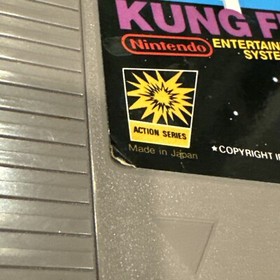 KUNG F
Nintendo
ENTERTAIN
SYSTE
ACTION SERIES
Made in Japan
*COPYRIGHT I